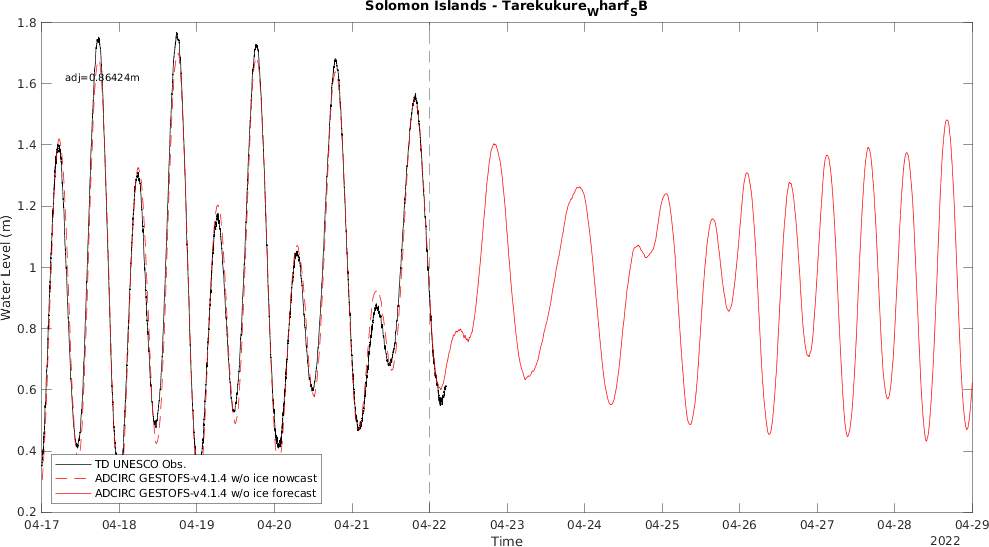 Solomon Islands - TarekukureWharfSB
1.8
1.6
1.4
1.2
1
0.8
0.6
0.4
0.2
Water Level (m)
adj=0.86424m
TD UNESCO Obs.
ADCIRC GESTOFS-v4.1.4 w/o ice nowcast
ADCIRC GESTOFS-v4.1.4 w/o ice forecast
04-17 04-18 04-19 04-20 04-21 04-22 04-23 04-24 04-25 04-26 04-27 04-28 04-29
Time
2022